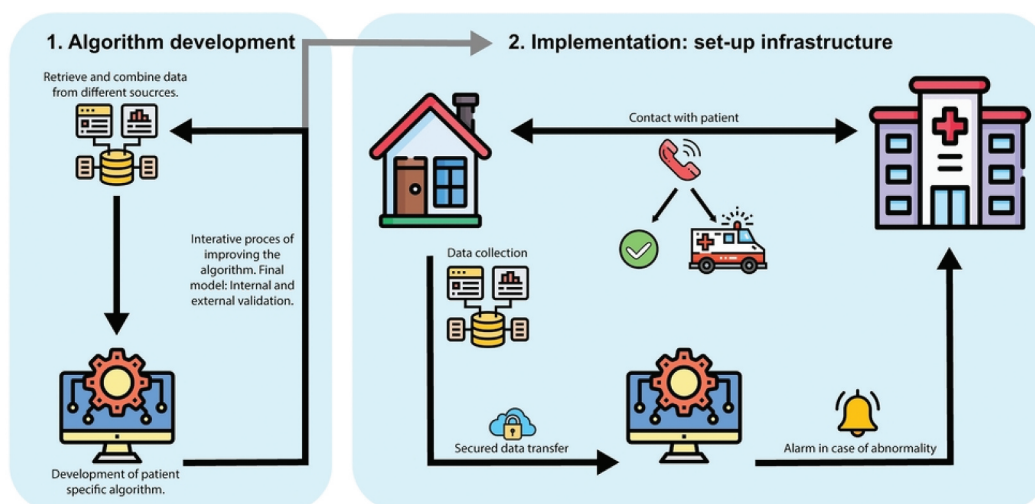 1. Algorithm development
Retrieve and combine data
from different soucrces.
Interative proces of
improving the
algorithm. Final
model: Internal and
external validation.
Development of patient
specific algorithm.
2. Implementation: set-up infrastructure
Contact with patient
Data collection
Secured data transfer
Alarm in case of abnormality